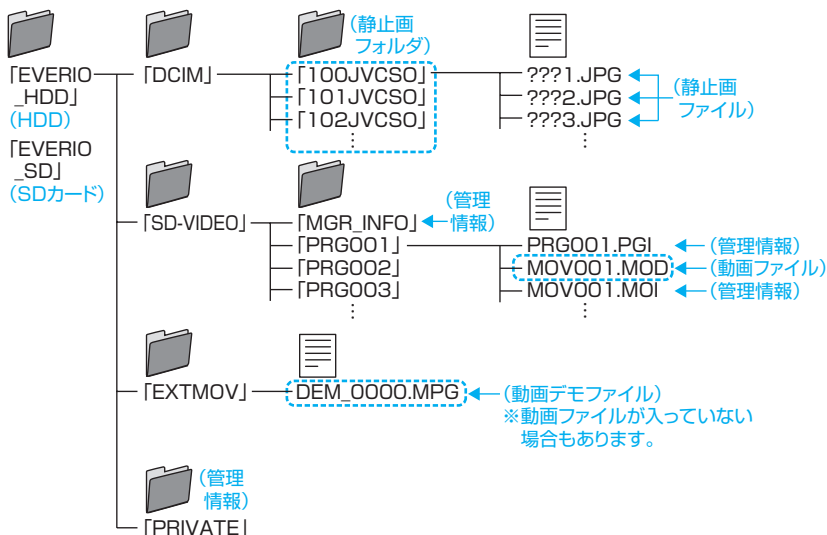 「EVERIO
_HDD」
(HDD)
「EVERIO
_SD」
(SDカード)
「DCIM」
(静止画
フォルダ)
「100JVCSO」
「101JVCSO」
「102JVCSO」
⋮
???1.JPG
???2.JPG
???3.JPG
⋮
(静止画
ファイル)
「SD-VIDEO」
「MGR_INFO」
(管理
情報)
「PRG001」
「PRG002」
「PRG003」
⋮
PRG001.PGI
(管理情報)
MOV001.MOD
(動画ファイル)
MOV001.MOI
(管理情報)
⋮
「EXTMOV」
DEM_0000.MPG
(動画デモファイル)
※動画ファイルが入っていない
場合もあります。
(管理
情報)
「PRIVATE」